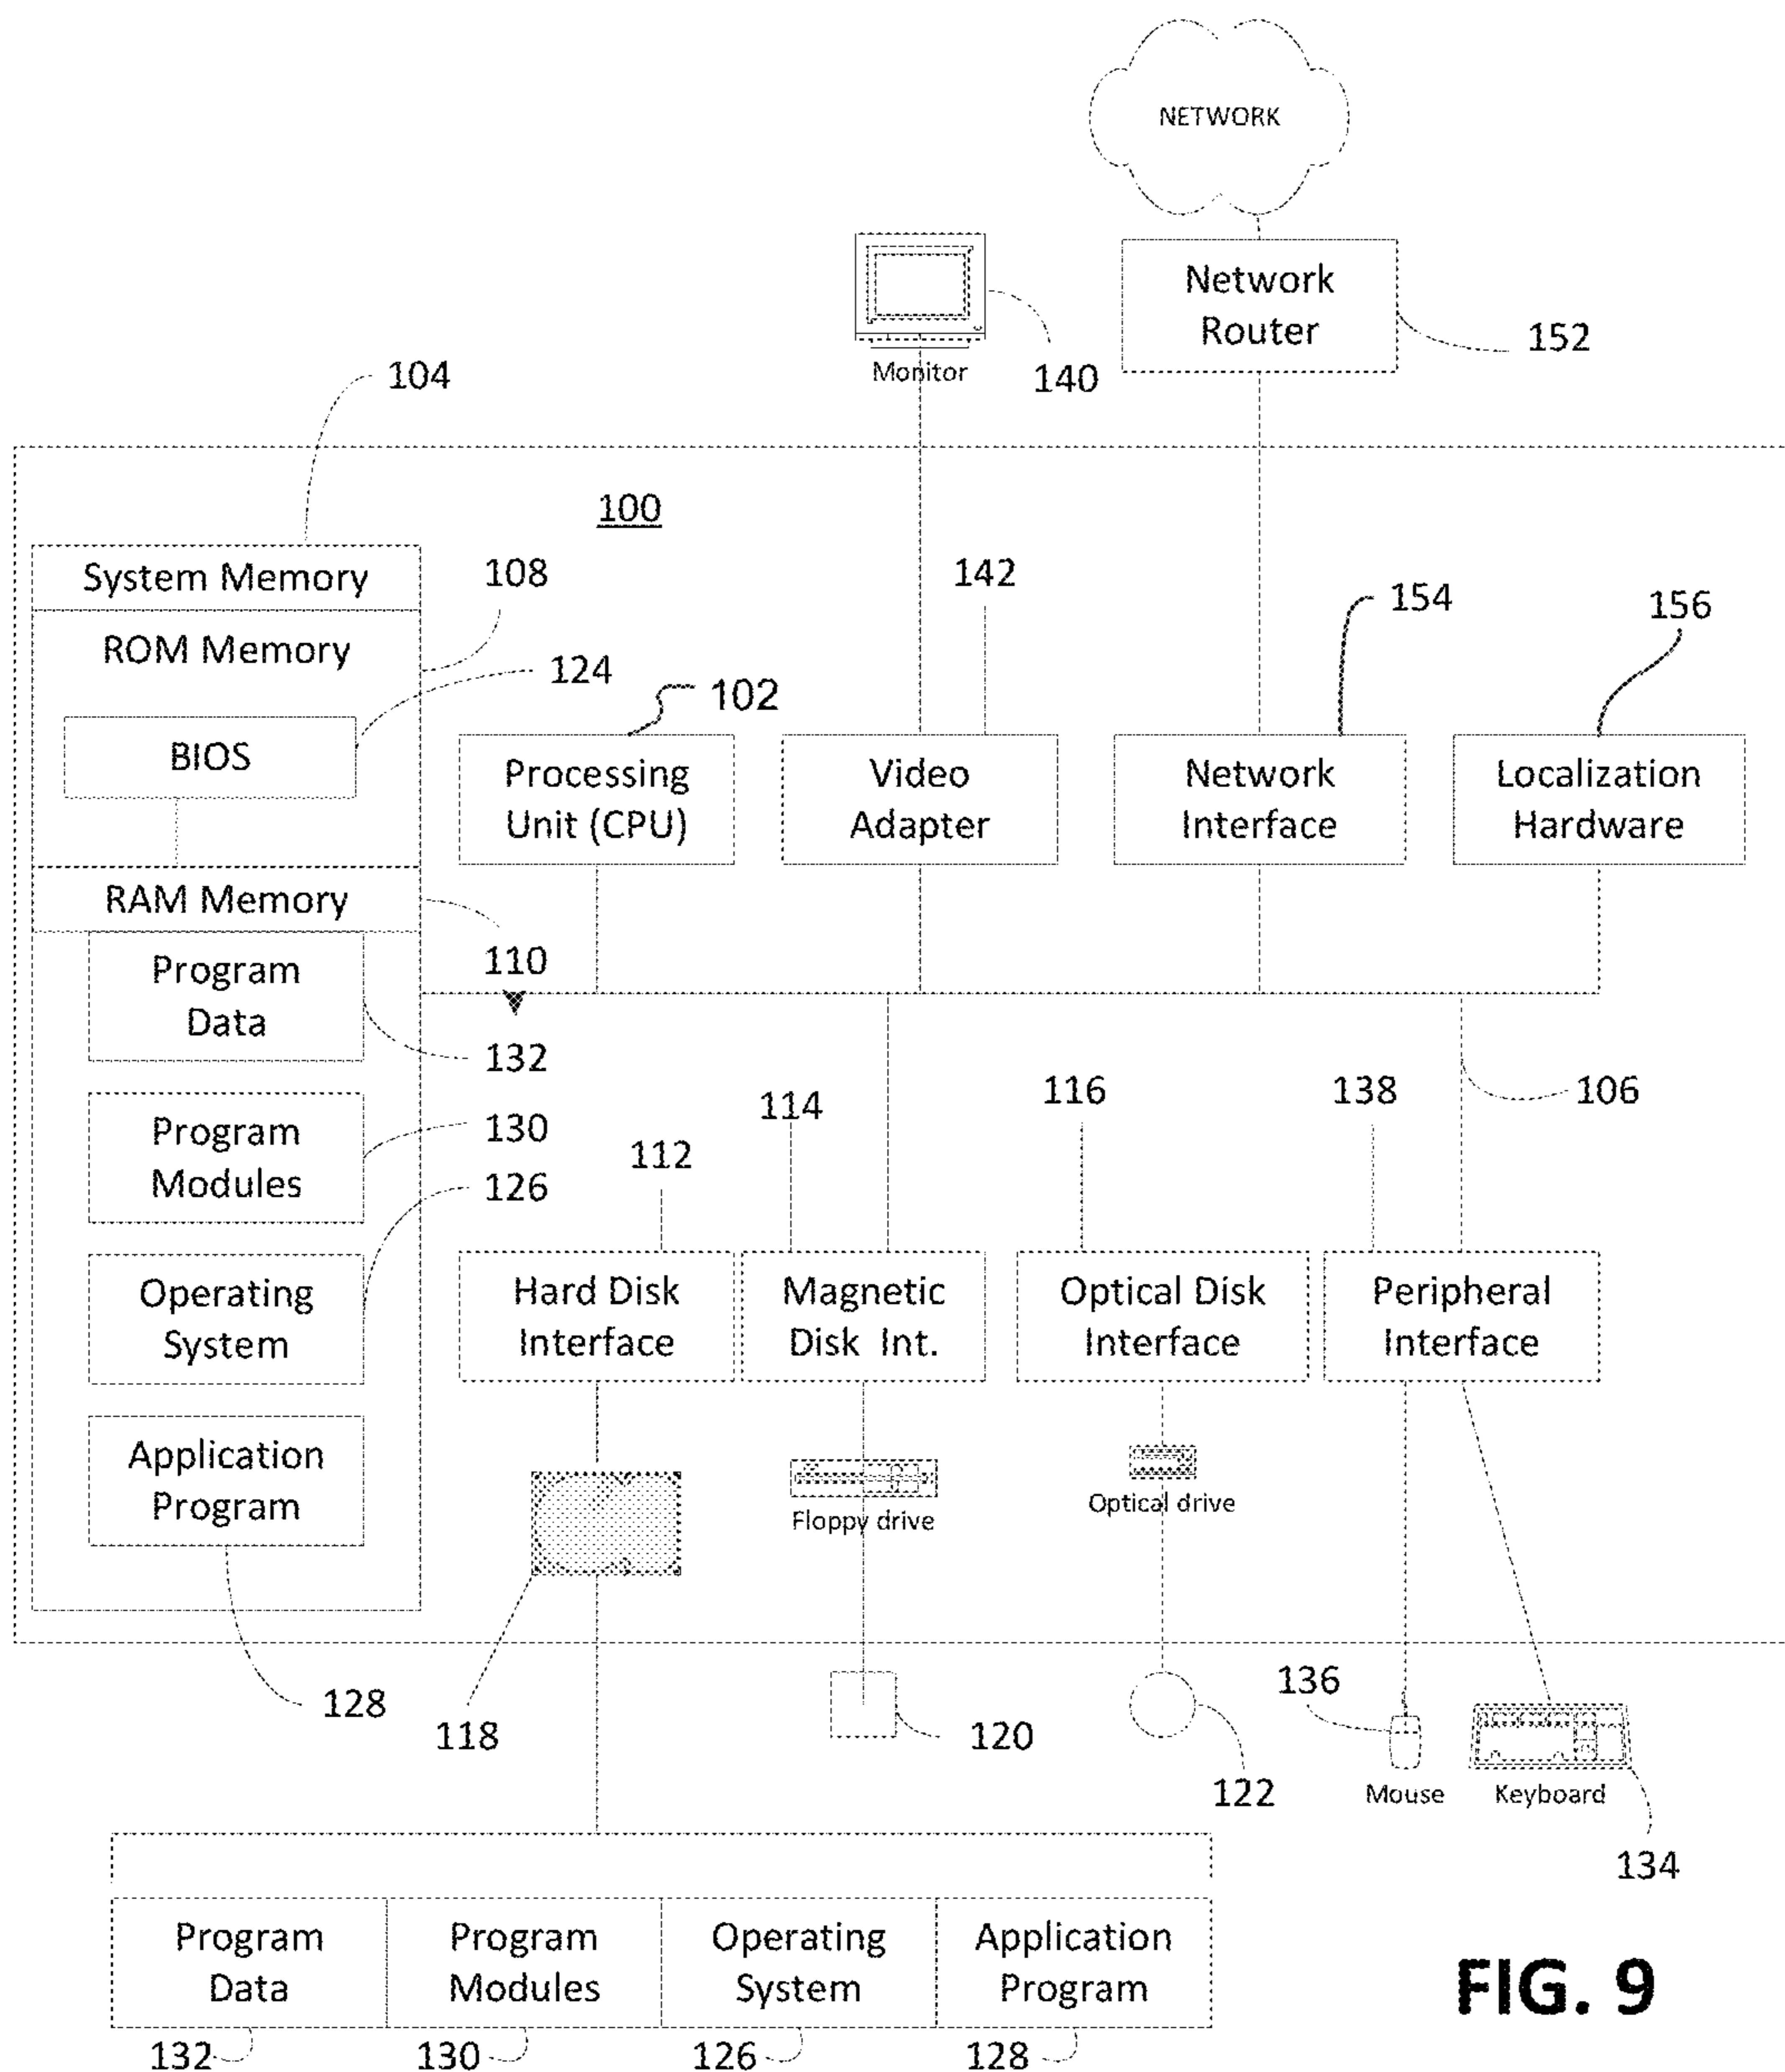 NETWORK
Network
Router
152
Monitor
140
104
100
System Memory
108
142
154
156
ROM Memory
124
102
BIOS
Processing
Unit (CPU)
Video
Adapter
Network
Interface
Localization
Hardware
RAM Memory
110
Program
Data
132
114
116
138
106
Program
Modules
130
112
126
Operating
System
Hard Disk
Interface
Magnetic
Disk Int.
Optical Disk
Interface
Peripheral
Interface
Application
Program
Floppy drive
Optical drive
128
118
120
122
136
Mouse
Keyboard
134
Program
Data
Program
Modules
Operating
System
Application
Program
132
130
126
128
FIG. 9